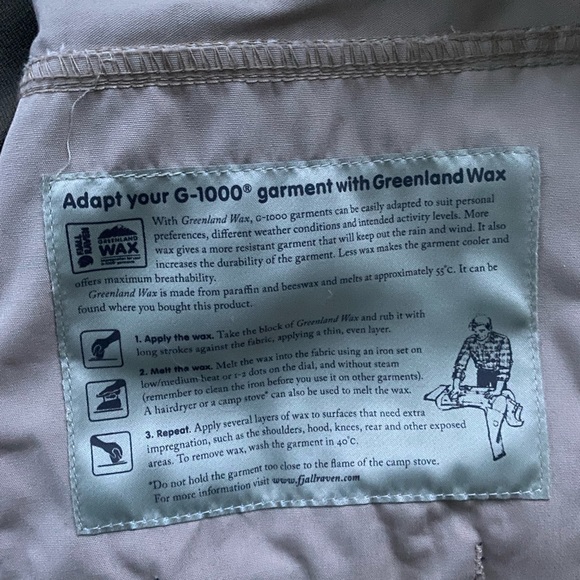 Adapt your G-1000® garment with Greenland Wax
FJÄLL
RÄVEN
GREENLAND
WAX
With Greenland Wax, G-1000 garments can be easily adapted to suit personal
preferences, different weather conditions and intended activity levels. More
wax gives a more resistant garment that will keep out the rain and wind. It also
increases the durability of the garment. Less wax makes the garment cooler and
offers maximum breathability.
Greenland Wax is made from paraffin and beeswax and melts at approximately 55°C. It can be
found where you bought this product.
1. Apply the wax. Take the block of Greenland Wax and rub it with
long strokes against the fabric, applying a thin, even layer.
2. Melt the wax. Melt the wax into the fabric using an iron set on
low/medium heat or 1-2 dots on the dial, and without steam
(remember to clean the iron before you use it on other garments).
A hairdryer or a camp stove* can also be used to melt the wax.
3. Repeat. Apply several layers of wax to surfaces that need extra
impregnation, such as the shoulders, hood, knees, rear and other exposed
areas. To remove wax, wash the garment in 40°C.
*Do not hold the garment too close to the flame of the camp stove.
For more information visit www.fjallraven.com